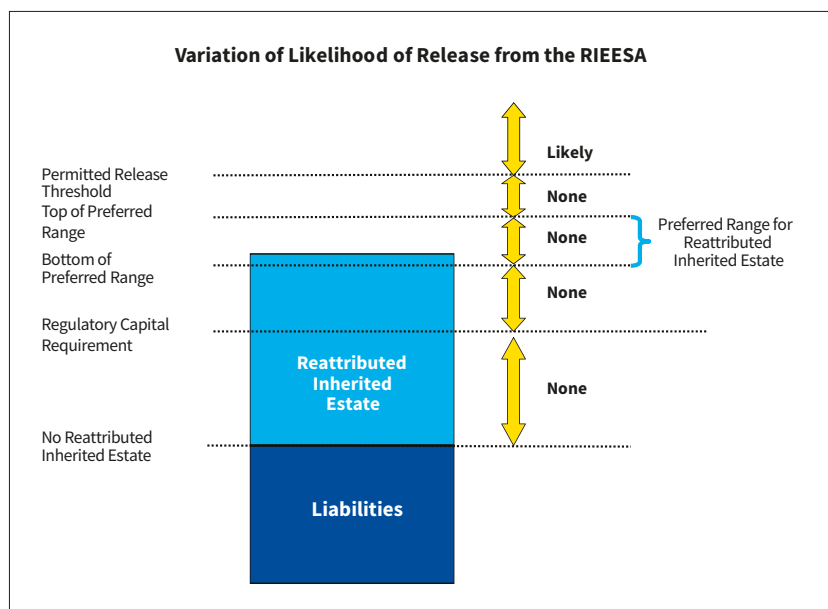 Variation of Likelihood of Release from the RIEESA
Likely
Permitted Release
Threshold
None
Top of Preferred
Range
None
Preferred Range for
Reattributed
Inherited Estate
Bottom of
Preferred Range
None
Regulatory Capital
Requirement
Reattributed
Inherited
Estate
None
No Reattributed
Inherited Estate
Liabilities